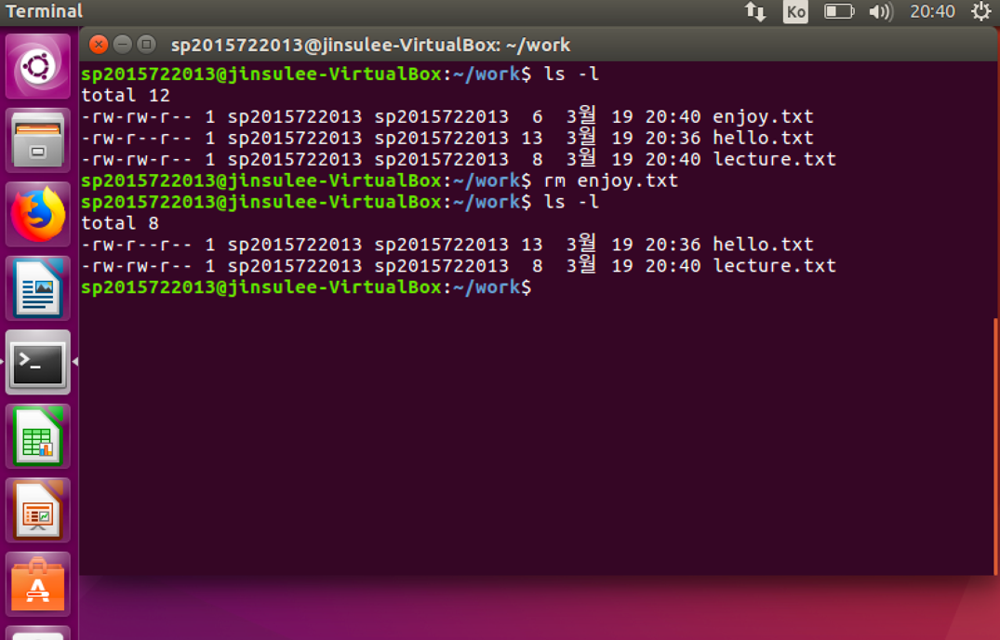 Terminal
Ko
20:40
sp2015722013@jinsulee-VirtualBox: ~/work
sp2015722013@jinsulee-VirtualBox:~/work$ ls -l
total 12
-rw-rw-r-- 1 sp2015722013 sp2015722013  6  3월 19 20:40 enjoy.txt
-rw-r--r-- 1 sp2015722013 sp2015722013 13  3월 19 20:36 hello.txt
-rw-rw-r-- 1 sp2015722013 sp2015722013  8  3월 19 20:40 lecture.txt
sp2015722013@jinsulee-VirtualBox:~/work$ rm enjoy.txt
sp2015722013@jinsulee-VirtualBox:~/work$ ls -l
total 8
-rw-r--r-- 1 sp2015722013 sp2015722013 13  3월 19 20:36 hello.txt
-rw-rw-r-- 1 sp2015722013 sp2015722013  8  3월 19 20:40 lecture.txt
sp2015722013@jinsulee-VirtualBox:~/work$